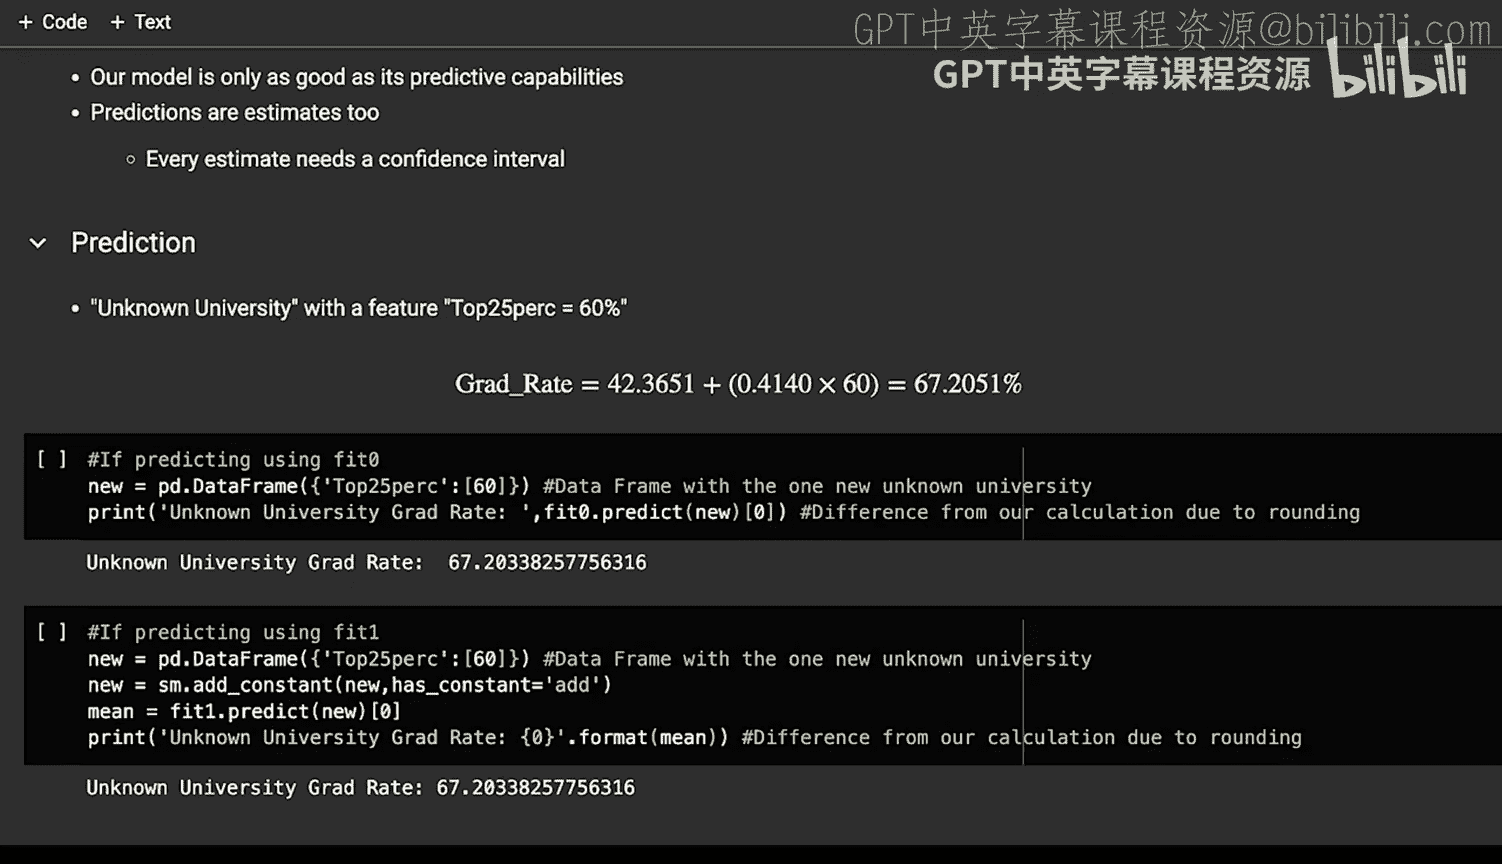 + Code + Text
GPT中英字幕课程资源@bilibili.com
GPT中英字幕课程资源 bilibili
• Our model is only as good as its predictive capabilities
• Predictions are estimates too
○ Every estimate needs a confidence interval
Prediction
• "Unknown University" with a feature "Top25perc = 60%"
Grad_Rate = 42.3651 + (0.4140 × 60) = 67.2051%
[ ] #If predicting using fit0
new = pd.DataFrame({'Top25perc':[60]}) #Data Frame with the one new unknown university
print('Unknown University Grad Rate: ',fit0.predict(new)[0]) #Difference from our calculation due to rounding
Unknown University Grad Rate:  67.20338257756316
[ ] #If predicting using fit1
new = pd.DataFrame({'Top25perc':[60]}) #Data Frame with the one new unknown university
new = sm.add_constant(new,has_constant='add')
mean = fit1.predict(new)[0]
print('Unknown University Grad Rate: {0}'.format(mean)) #Difference from our calculation due to rounding
Unknown University Grad Rate: 67.20338257756316